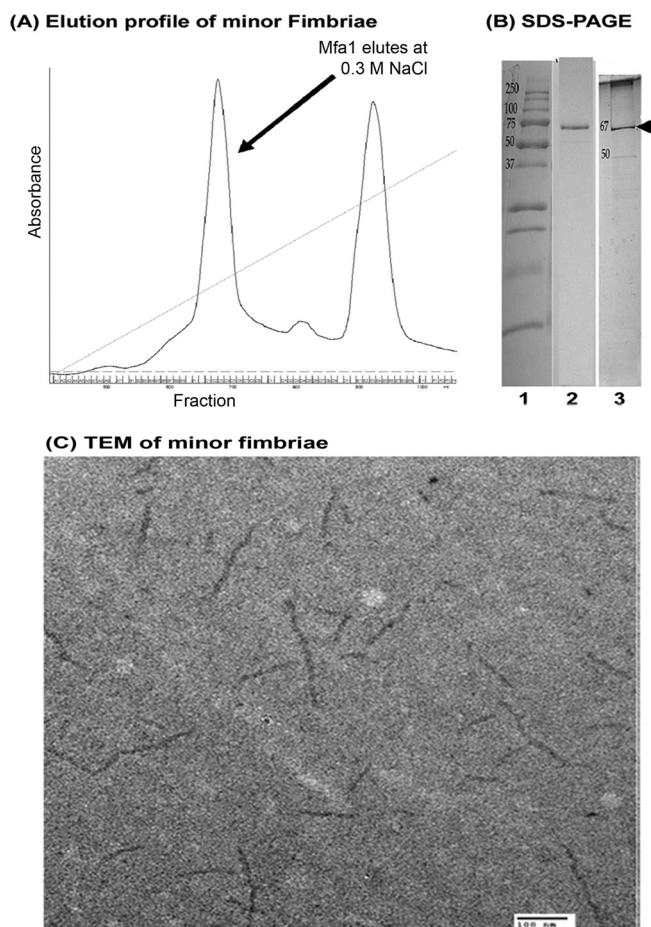 (A) Elution profile of minor Fimbriae
(B) SDS-PAGE
Mfa1 elutes at
0.3 M NaCl
Absorbance
Fraction
250
100
75
50
37
67
50
1
2
3
(C) TEM of minor fimbriae
100 nm